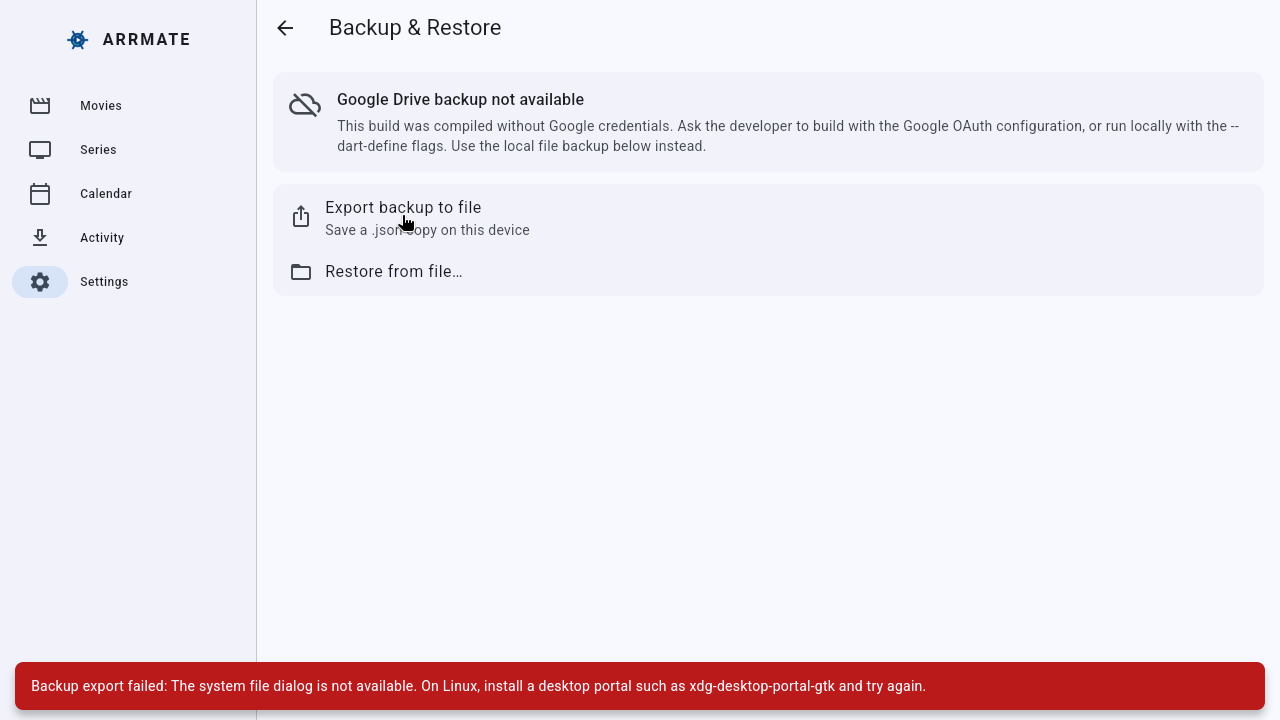 ARRMATE
Movies
Series
Calendar
Activity
Settings
Backup & Restore
Google Drive backup not available
This build was compiled without Google credentials. Ask the developer to build with the Google OAuth configuration, or run locally with the --
dart-define flags. Use the local file backup below instead.
Export backup to file
Save a .json copy on this device
Restore from file…
Backup export failed: The system file dialog is not available. On Linux, install a desktop portal such as xdg-desktop-portal-gtk and try again.